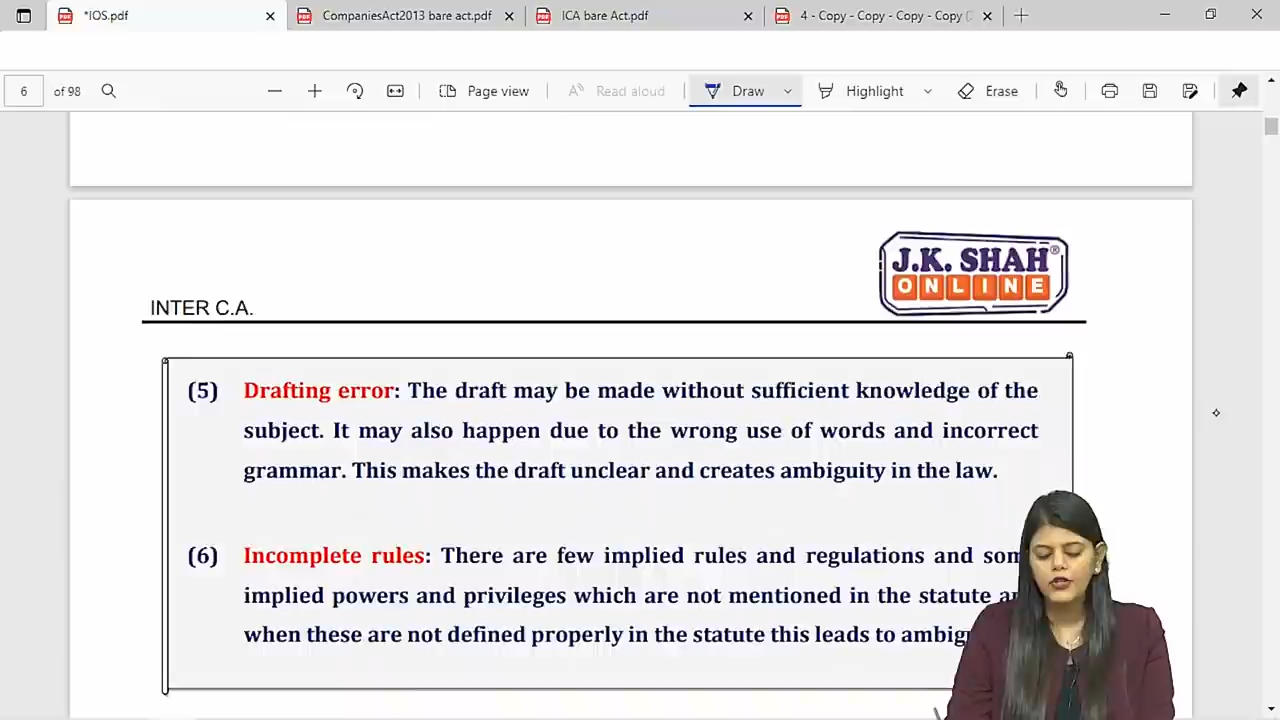 *IOS.pdf
CompaniesAct2013 bare act.pdf
ICA bare Act.pdf
4 - Copy - Copy - Copy - Copy (
6 of 98
Page view
Read aloud
Draw
Highlight
Erase
J.K. SHAH®
ONLINE
INTER C.A.
(5) Drafting error: The draft may be made without sufficient knowledge of the
subject. It may also happen due to the wrong use of words and incorrect
grammar. This makes the draft unclear and creates ambiguity in the law.
(6) Incomplete rules: There are few implied rules and regulations and
implied powers and privileges which are not mentioned in the statute
when these are not defined properly in the statute this leads to